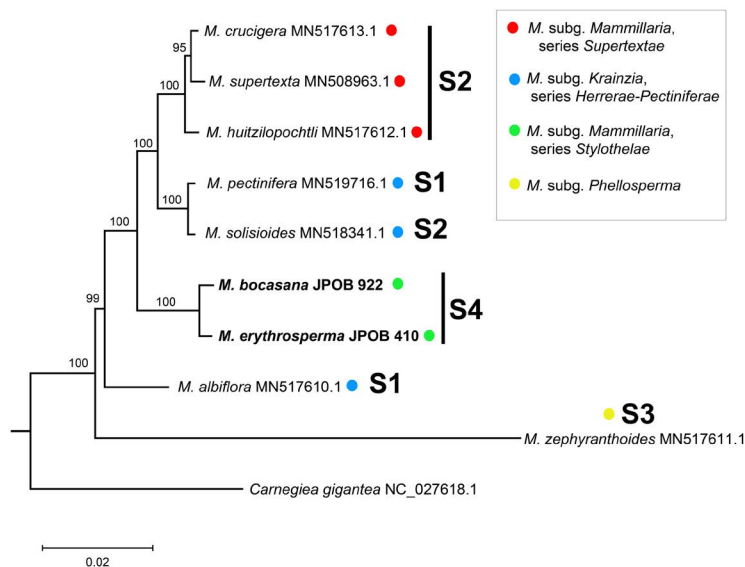 M. crucigera MN517613.1
95
M. supertexta MN508963.1
S2
100
M. huitzilopochtli MN517612.1
100
M. pectinifera MN519716.1 S1
100
M. solisioides MN518341.1 S2
100
M. bocasana JPOB 922
100
S4
M. erythrosperma JPOB 410
99
M. albiflora MN517610.1 S1
100
S3
M. zephyranthoides MN517611.1
Carnegiea gigantea NC_027618.1
0.02
M. subg. Mammillaria,
series Supertextae
M. subg. Krainzia,
series Herrerae-Pectiniferae
M. subg. Mammillaria,
series Stylothelae
M. subg. Phellosperma